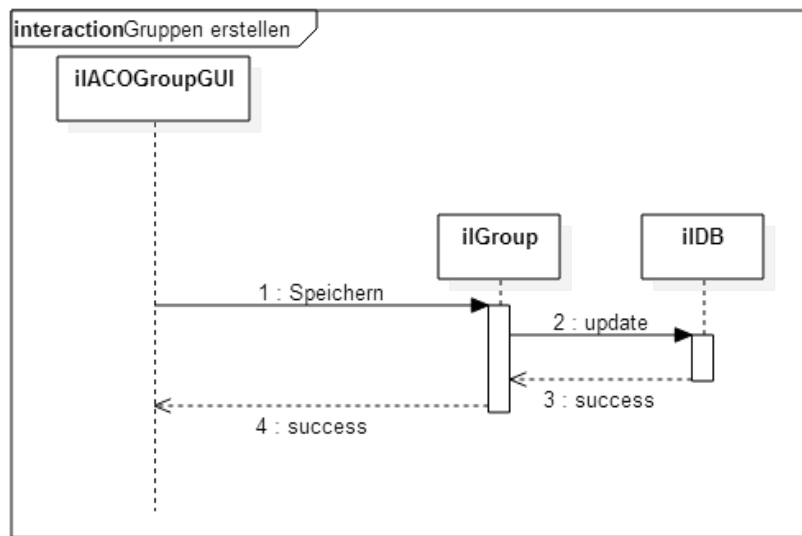 interactionGruppen erstellen
ilACOGroupGUI
ilGroup
ilDB
1 : Speichern
2 : update
3 : success
4 : success